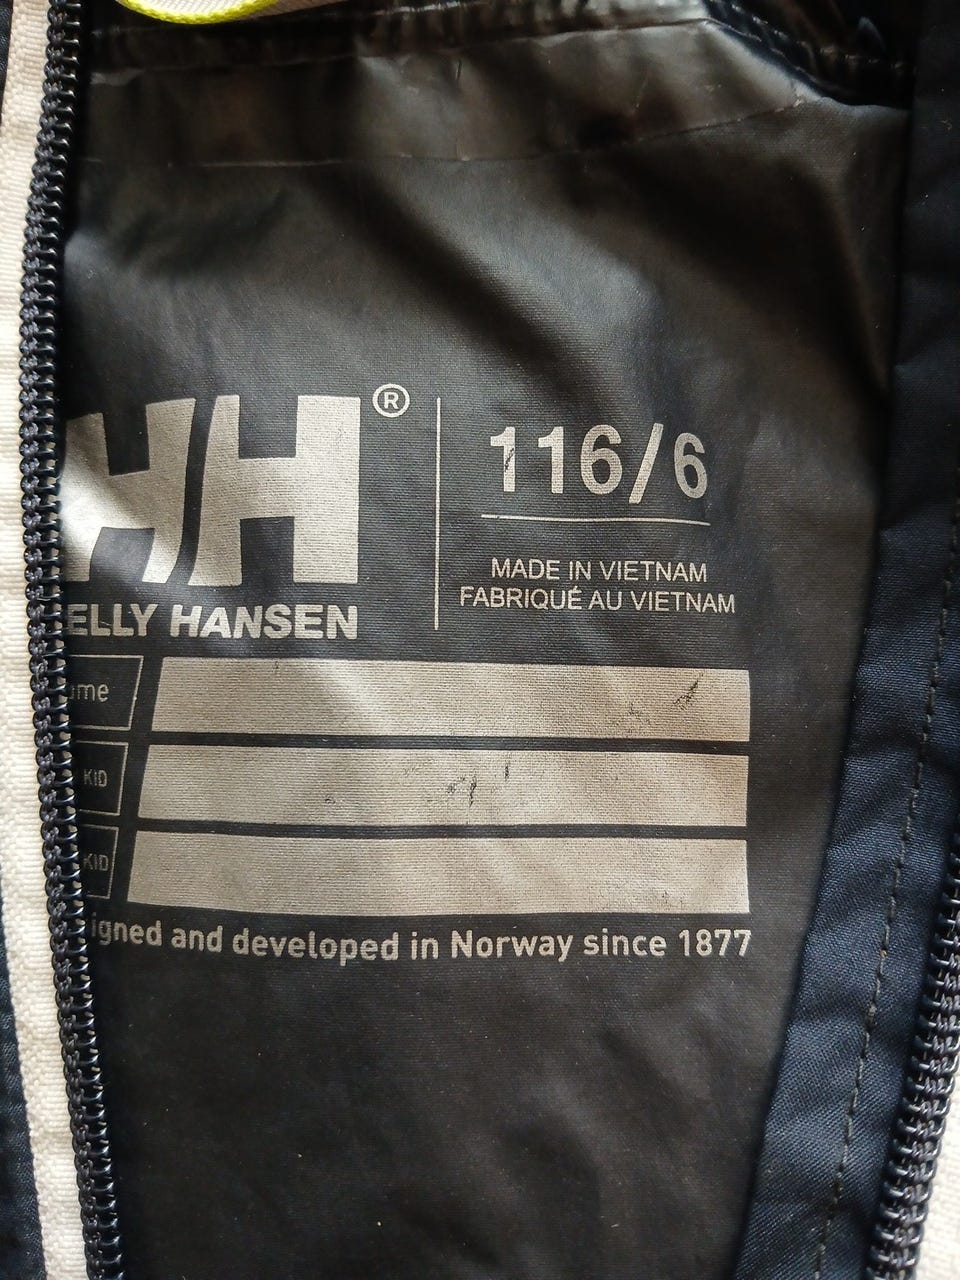 HH®
ELLY HANSEN
116/6
MADE IN VIETNAM
FABRIQUÉ AU VIETNAM
ame
KID
KID
igned and developed in Norway since 1877